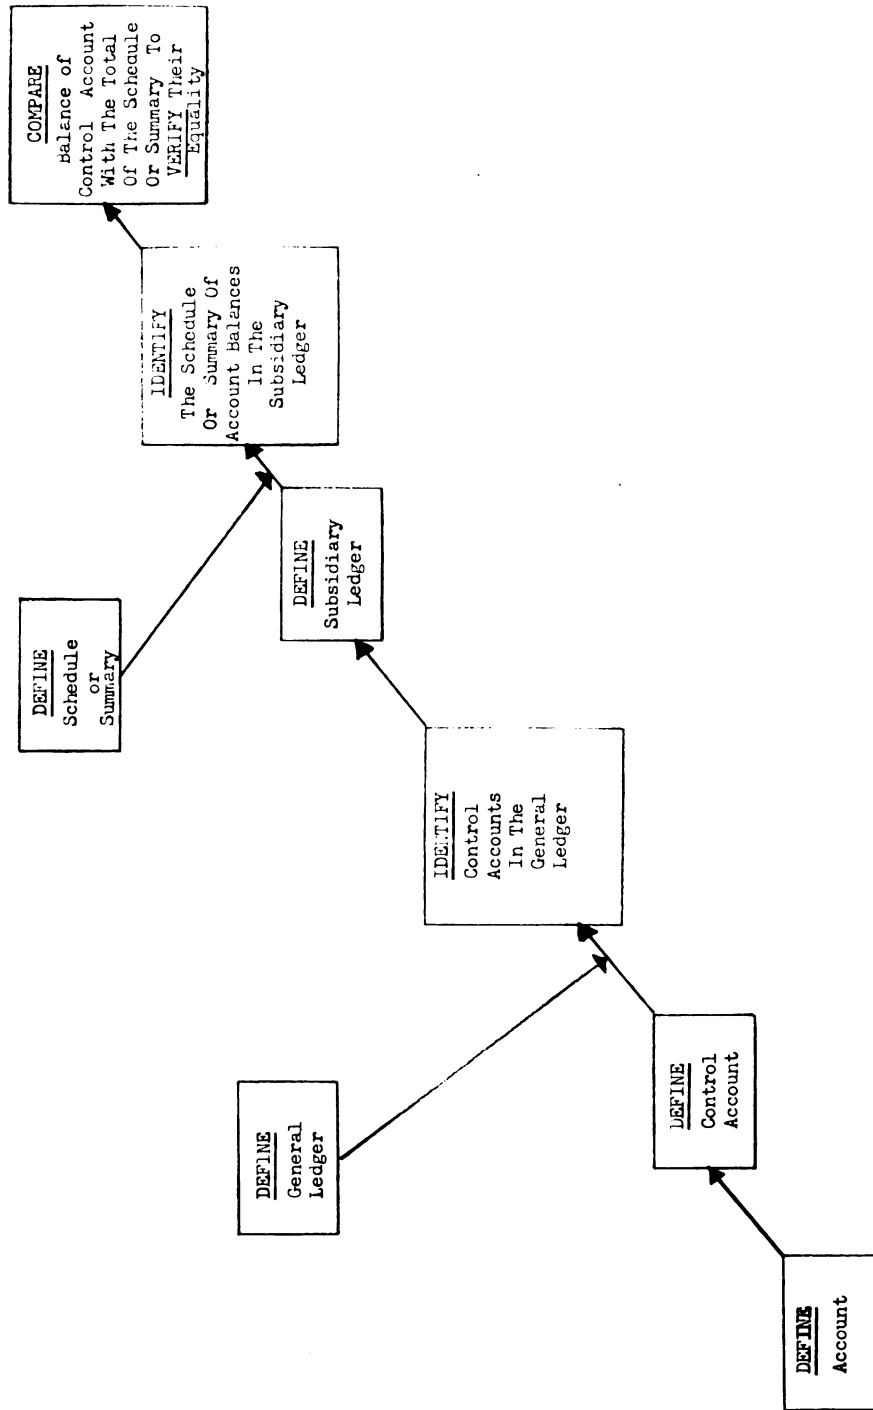 DEFINE
Account
DEFINE
Control
Account
DEFINE
General
Ledger
IDENTIFY
Control
Accounts
In The
General
Ledger
DEFINE
Subsidiary
Ledger
DEFINE
Schedule
or
Summary
IDENTIFY
The Schedule
Or Summary Of
Account Balances
In The
Subsidiary
Ledger
COMPARE
Balance of
Control Account
With The Total
Of The Schedule
Or Summary To
VERIFY Their
Equality